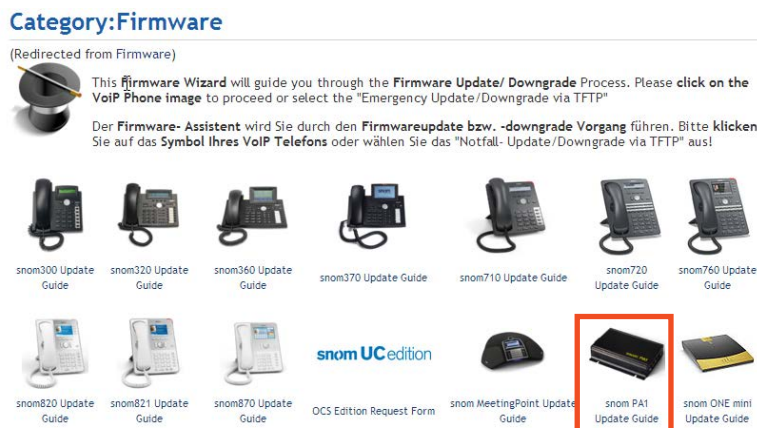 Category:Firmware
(Redirected from Firmware)
This Firmware Wizard will guide you through the Firmware Update/ Downgrade Process. Please click on the
VoiP Phone image to proceed or select the "Emergency Update/Downgrade via TFTP"
Der Firmware- Assistent wird Sie durch den Firmwareupdate bzw. -downgrade Vorgang führen. Bitte klicken
Sie auf das Symbol Ihres VoIP Telefons oder wählen Sie das "Notfall- Update/Downgrade via TFTP" aus!
snom300 Update
Guide
snom320 Update
Guide
snom360 Update
Guide
snom370 Update Guide
snom710 Update Guide
snom720
Update Guide
snom760 Update
Guide
snom UC edition
snom820 Update
Guide
snom821 Update
Guide
snom870 Update
Guide
OCS Edition Request Form
snom MeetingPoint Update
Guide
snom PA1
Update Guide
snom ONE mini
Update Guide